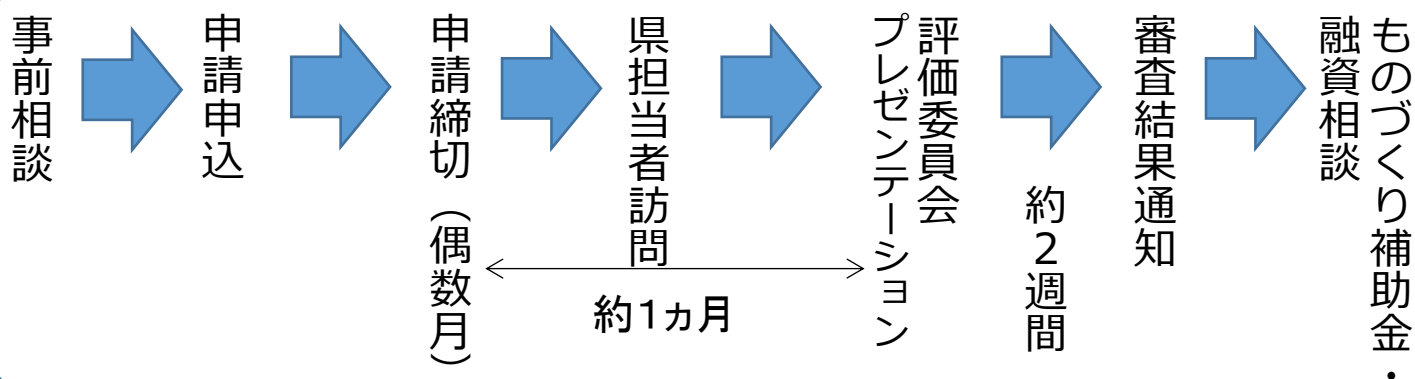 事前相談
申請申込
申請締切（偶数月）
県担当者訪問
約1ヵ月
評価委員会
プレゼンテーション
約２週間
審査結果通知
ものづくり補助金・
融資相談